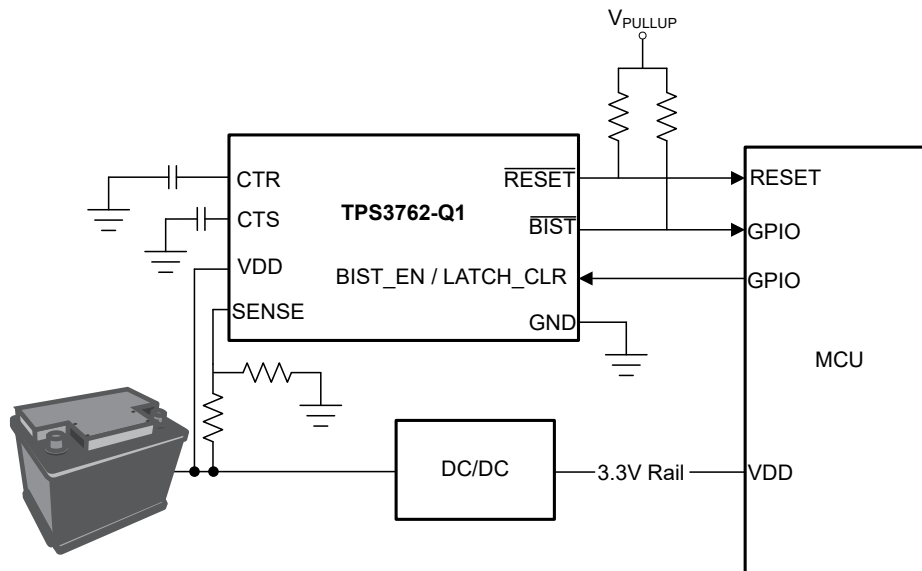 VPULLUP
CTR
RESET
RESET
CTS
TPS3762-Q1
BIST
GPIO
VDD
BIST_EN / LATCH_CLR
GPIO
SENSE
GND
MCU
DC/DC
3.3V Rail
VDD